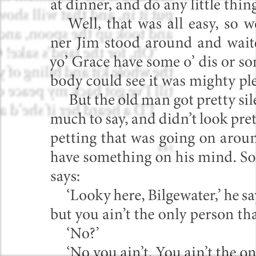 at dinner, and do any little thing
Well, that was all easy, so w
ner Jim stood around and waite
yo' Grace have some o' dis or som
body could see it was mighty ple
But the old man got pretty sile
much to say, and didn't look pret
petting that was going on aroun
have something on his mind. So
says:
'Looky here, Bilgewater,' he sa
but you ain't the only person tha
'No?'
'No you ain't. You ain't the on